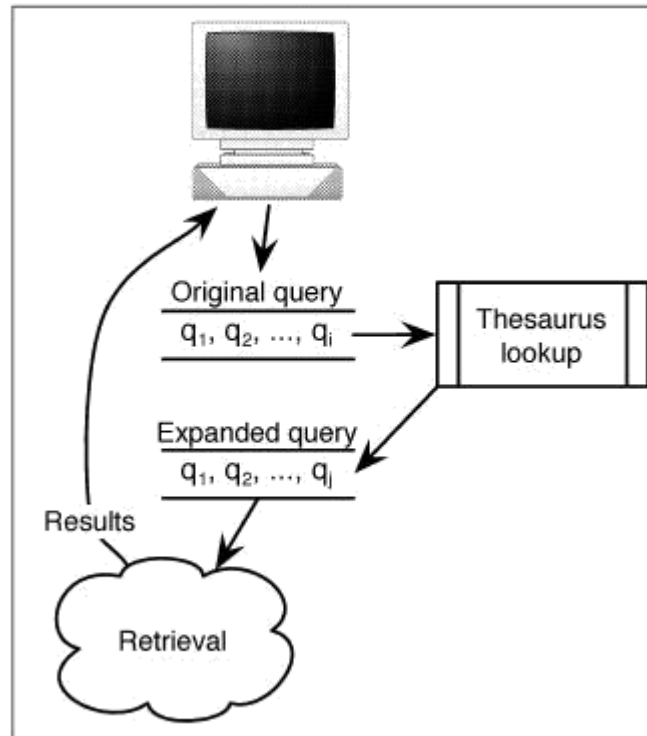 Original query
q₁, q₂, ..., qᵢ
Thesaurus
lookup
Expanded query
q₁, q₂, ..., qⱼ
Results
Retrieval